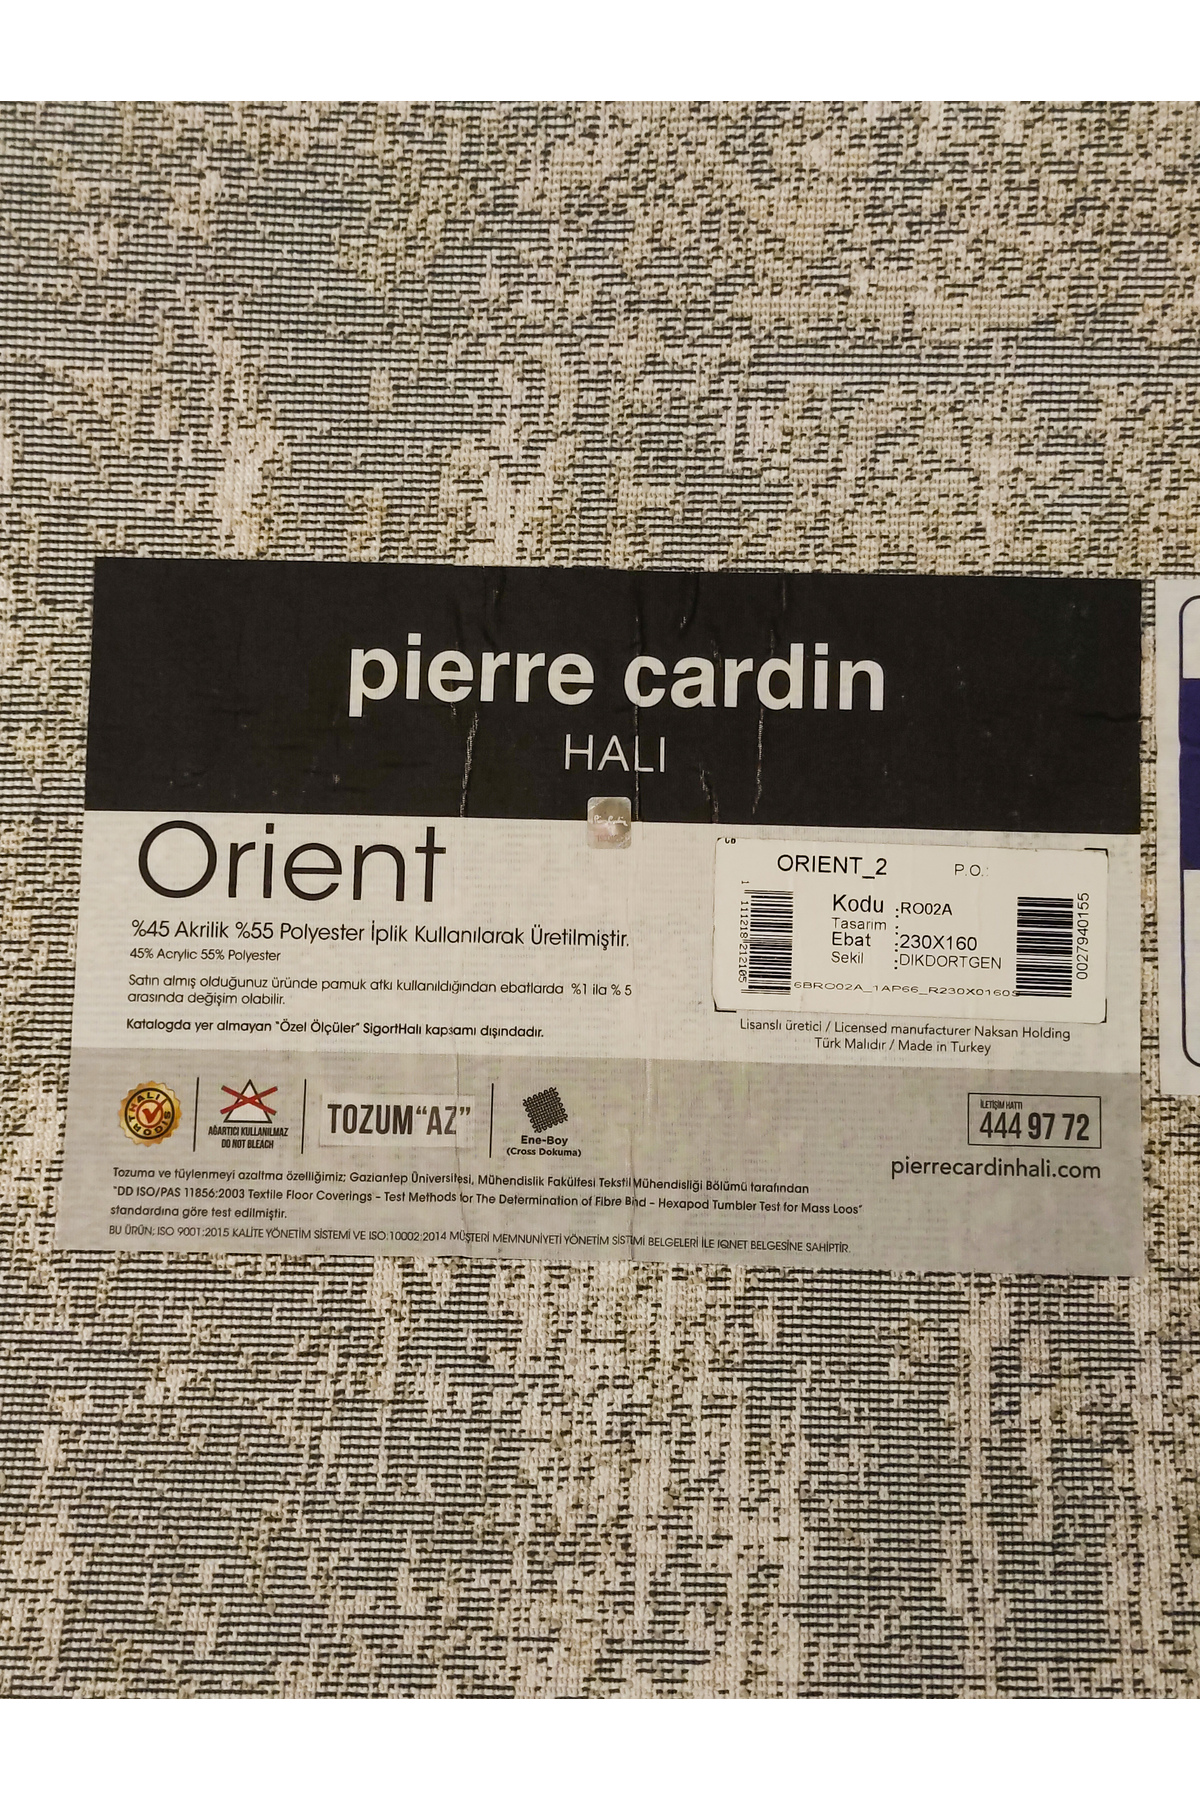 pierre cardin
HALI
Orient
%45 Akrilik %55 Polyester İplik Kullanılarak Üretilmiştir.
45% Acrylic 55% Polyester
Satın almış olduğunuz üründe pamuk atkı kullanıldığından ebatlarda %1 ila % 5
arasında değişim olabilir.
Katalogda yer almayan "Özel Ölçüler" SigortHalı kapsamı dışındadır.
ORIENT_2 P.O.:
Kodu :RO02A
Tasarım :
Ebat :230X160
Sekil :DIKDORTGEN
0027940155
6BRO02A_1AP66_R230X0160S
Lisanslı üretici / Licensed manufacturer Naksan Holding
Türk Malıdır / Made in Turkey
HALI SIGORTA
AĞARTICI KULLANILMAZ
DO NOT BLEACH
TOZUM“AZ”
Ene-Boy
(Cross Dokuma)
İLETİŞİM HATTI
444 97 72
pierrecardinhali.com
Tozuma ve tüylenmeyi azaltma özelliğimiz; Gaziantep Üniversitesi, Mühendislik Fakültesi Tekstil Mühendisliği Bölümü tarafından
"DD ISO/PAS 11856:2003 Textile Floor Coverings - Test Methods for The Determination of Fibre Bind - Hexapod Tumbler Test for Mass Loos"
standardına göre test edilmiştir.
BU ÜRÜN; ISO 9001:2015 KALİTE YÖNETİM SİSTEMİ VE ISO:10002:2014 MÜŞTERİ MEMNUNİYETİ YÖNETİM SİSTİMİ BELGELERİ İLE IQNET BELGESİNE SAHİPTİR.